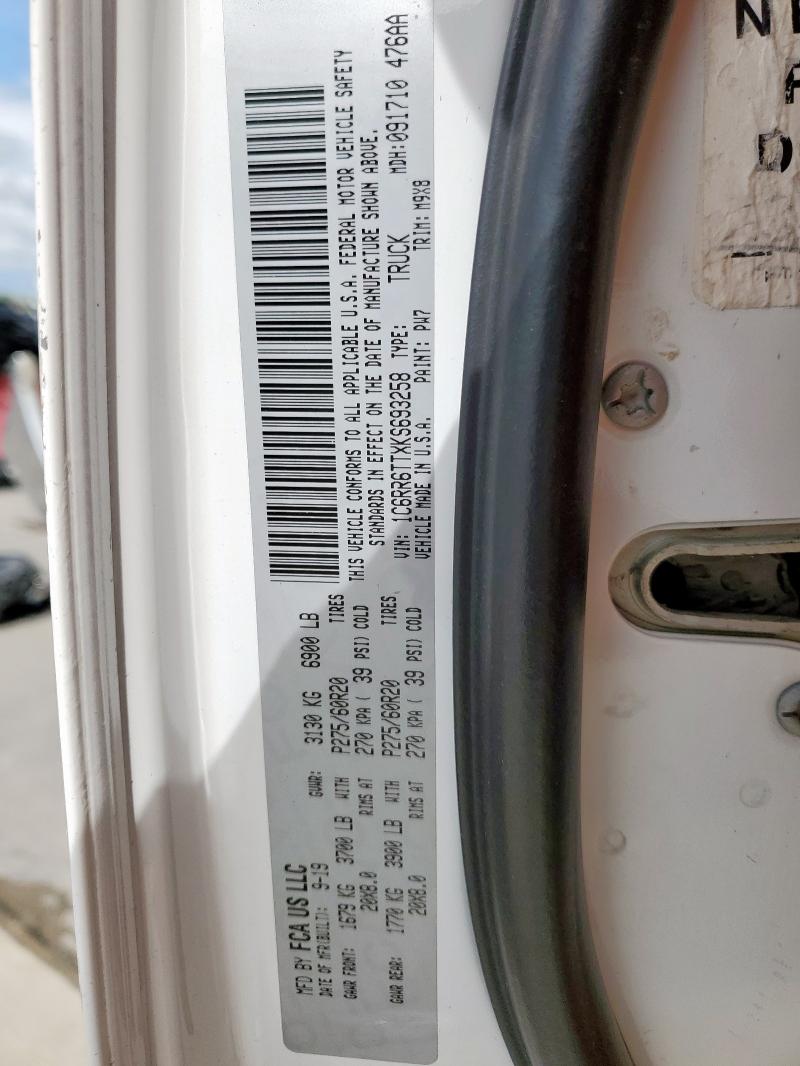 MFD BY FCA US LLC
DATE OF MFR(BUILT): 9-19 GVWR: 3130 KG 6900 LB
GAWR FRONT: 1679 KG 3700 LB WITH P275/60R20 TIRES
20X8.0 RIMS AT 270 KPA ( 39 PSI) COLD
GAWR REAR: 1770 KG 3900 LB WITH P275/60R20 TIRES
20X8.0 RIMS AT 270 KPA ( 39 PSI) COLD
THIS VEHICLE CONFORMS TO ALL APPLICABLE U.S.A. FEDERAL MOTOR VEHICLE SAFETY
STANDARDS IN EFFECT ON THE DATE OF MANUFACTURE SHOWN ABOVE.
VIN: 1C6RR6TTXKS693258 TYPE: TRUCK MDH:091710 476AA
VEHICLE MADE IN U.S.A. PAINT: PW7 TRIM: M9X8